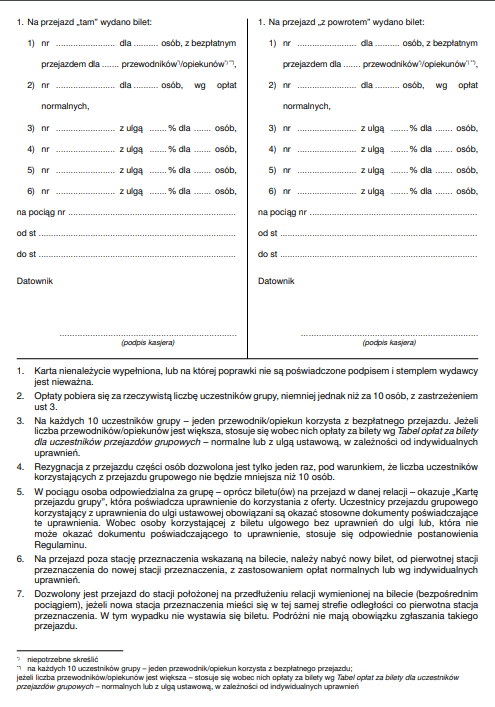 1. Na przejazd „tam” wydano bilet:
1) nr ........................ dla .......... osób, z bezpłatnym
przejazdem dla ....... przewodników*)/opiekunów*) **),
2) nr ........................ dla .......... osób, wg opłat
normalnych,
3) nr ........................ z ulgą .......% dla ....... osób,
4) nr ........................ z ulgą .......% dla ....... osób,
5) nr ........................ z ulgą .......% dla ....... osób,
6) nr ........................ z ulgą .......% dla ....... osób,
na pociąg nr ....................................................................
od st ..............................................................................
do st ..............................................................................
Datownik
........................................................................
(podpis kasjera)
1. Na przejazd „z powrotem” wydano bilet:
1) nr ........................ dla .......... osób, z bezpłatnym
przejazdem dla ....... przewodników*)/opiekunów*) **),
2) nr ........................ dla .......... osób, wg opłat
normalnych,
3) nr ........................ z ulgą .......% dla ....... osób,
4) nr ........................ z ulgą .......% dla ....... osób,
5) nr ........................ z ulgą .......% dla ....... osób,
6) nr ........................ z ulgą .......% dla ....... osób,
na pociąg nr ....................................................................
od st ..............................................................................
do st ..............................................................................
Datownik
........................................................................
(podpis kasjera)
1. Karta nienależycie wypełniona, lub na której poprawki nie są poświadczone podpisem i stemplem wydawcy
jest nieważna.
2. Opłaty pobiera się za rzeczywistą liczbę uczestników grupy, niemniej jednak niż za 10 osób, z zastrzeżeniem
ust 3.
3. Na każdych 10 uczestników grupy – jeden przewodnik/opiekun korzysta z bezpłatnego przejazdu. Jeżeli
liczba przewodników/opiekunów jest większa, stosuje się wobec nich opłaty za bilety wg Tabel opłat za bilety
dla uczestników przejazdów grupowych – normalne lub z ulgą ustawową, w zależności od indywidualnych
uprawnień.
4. Rezygnacja z przejazdu części osób dozwolona jest tylko jeden raz, pod warunkiem, że liczba uczestników
korzystających z przejazdu grupowego nie będzie mniejsza niż 10 osób.
5. W pociągu osoba odpowiedzialna za grupę – oprócz biletu(ów) na przejazd w danej relacji – okazuje „Kartę
przejazdu grupy”, która poświadcza uprawnienie do korzystania z oferty. Uczestnicy przejazdu grupowego
korzystający z uprawnienia do ulgi ustawowej obowiązani są okazać stosowne dokumenty poświadczające
te uprawnienia. Wobec osoby korzystającej z biletu ulgowego bez uprawnień do ulgi lub, która nie
może okazać dokumentu poświadczającego to uprawnienie, stosuje się odpowiednie postanowienia
Regulaminu.
6. Na przejazd poza stację przeznaczenia wskazaną na bilecie, należy nabyć nowy bilet, od pierwotnej stacji
przeznaczenia do nowej stacji przeznaczenia, z zastosowaniem opłat normalnych lub wg indywidualnych
uprawnień.
7. Dozwolony jest przejazd do stacji położonej na przedłużeniu relacji wymienionej na bilecie (bezpośrednim
pociągiem), jeżeli nowa stacja przeznaczenia mieści się w tej samej strefie odległości co pierwotna stacja
przeznaczenia. W tym wypadku nie wystawia się biletu. Podróżni nie mają obowiązku zgłaszania takiego
przejazdu.
*) niepotrzebne skreślić
**) na każdych 10 uczestników grupy – jeden przewodnik/opiekun korzysta z bezpłatnego przejazdu;
jeżeli liczba przewodników/opiekunów jest większa – stosuje się wobec nich opłaty za bilety wg Tabel opłat za bilety dla uczestników
przejazdów grupowych – normalnych lub z ulgą ustawową, w zależności od indywidualnych uprawnień